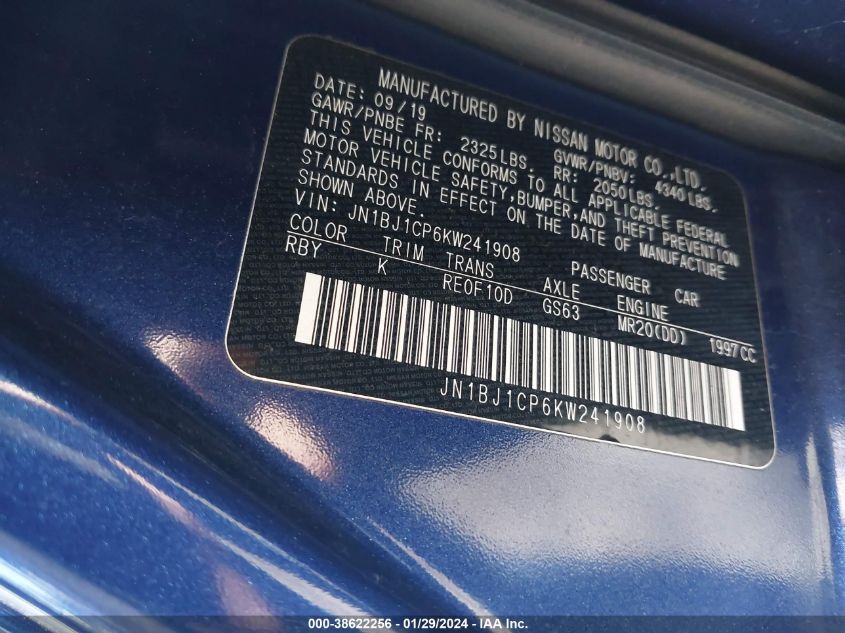 MANUFACTURED BY NISSAN MOTOR CO.,LTD.
DATE: 09/19 GVWR/PNBV: 4340LBS.
GAWR/PNBE FR: 2325LBS. RR: 2050LBS.
THIS VEHICLE CONFORMS TO ALL APPLICABLE FEDERAL
MOTOR VEHICLE SAFETY,BUMPER,AND THEFT PREVENTION
STANDARDS IN EFFECT ON THE DATE OF MANUFACTURE
SHOWN ABOVE.
VIN: JN1BJ1CP6KW241908 PASSENGER CAR
COLOR TRIM TRANS AXLE ENGINE
RBY K RE0F10D GS63 MR20(DD) 1997CC
JN1BJ1CP6KW241908
000-38622256 - 01/29/2024 - IAA Inc.